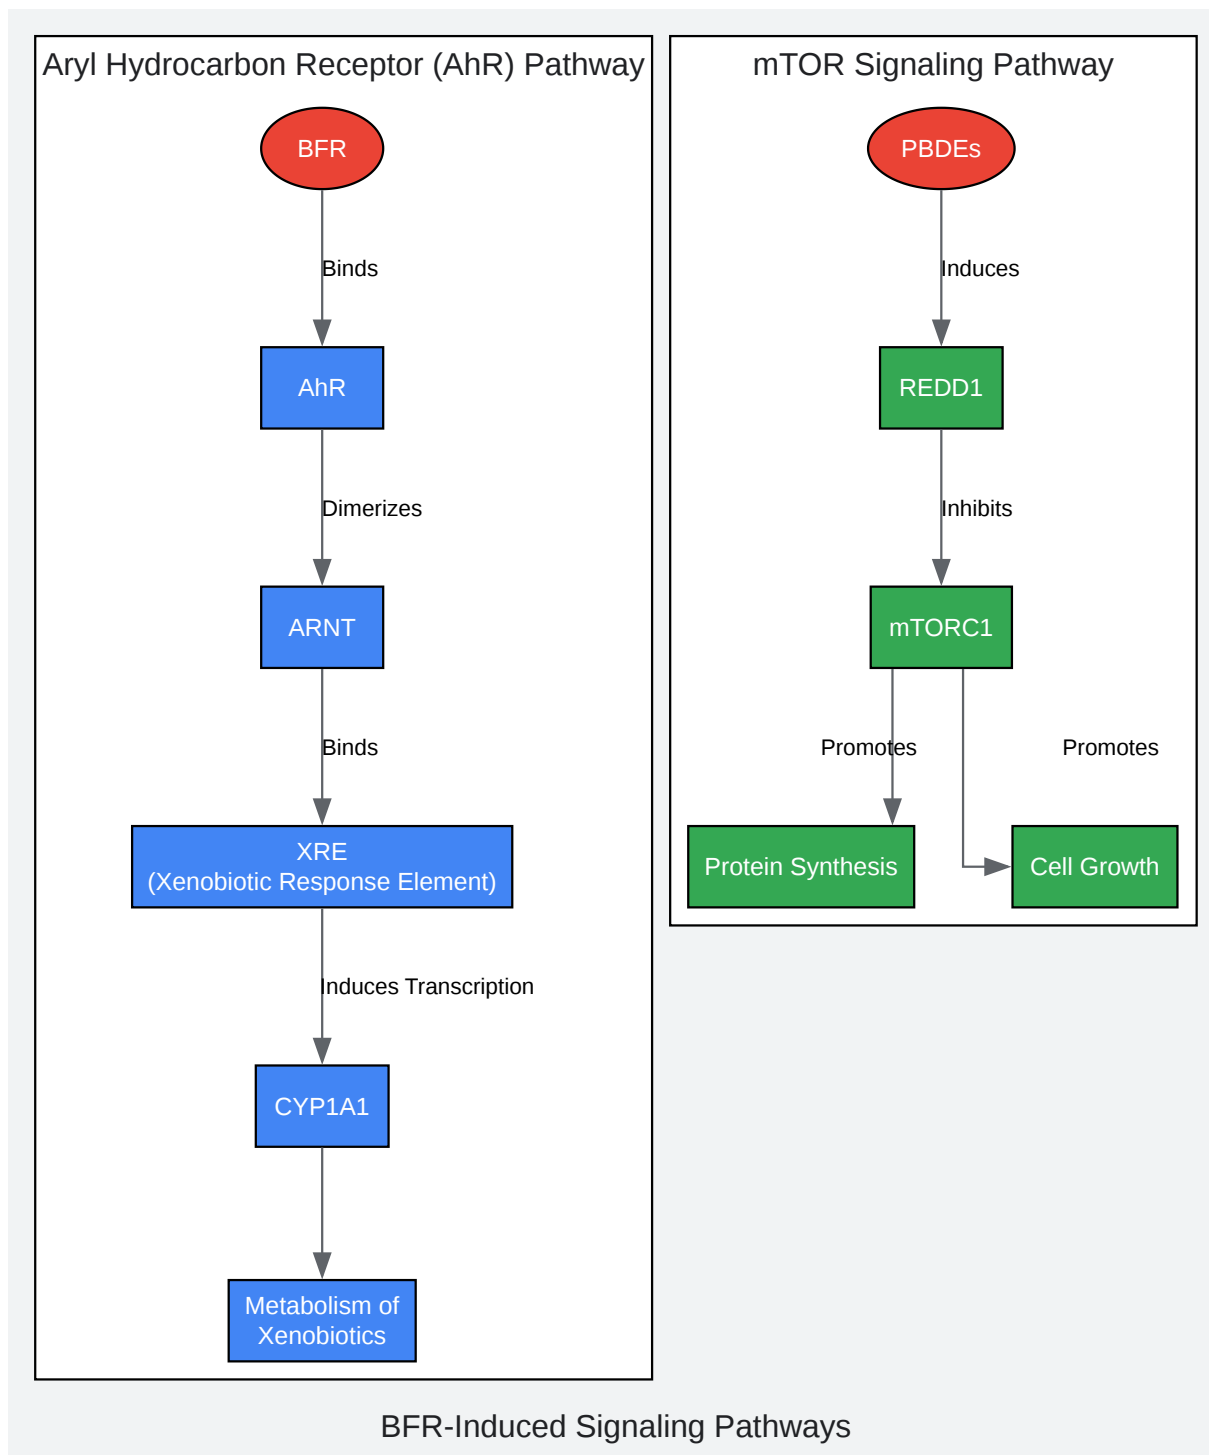 Aryl Hydrocarbon Receptor (AhR) Pathway
BFR
Binds
AhR
Dimerizes
ARNT
Binds
XRE
(Xenobiotic Response Element)
Induces Transcription
CYP1A1
Metabolism of
Xenobiotics
mTOR Signaling Pathway
PBDEs
Induces
REDD1
Inhibits
mTORC1
Promotes
Promotes
Protein Synthesis
Cell Growth
BFR-Induced Signaling Pathways